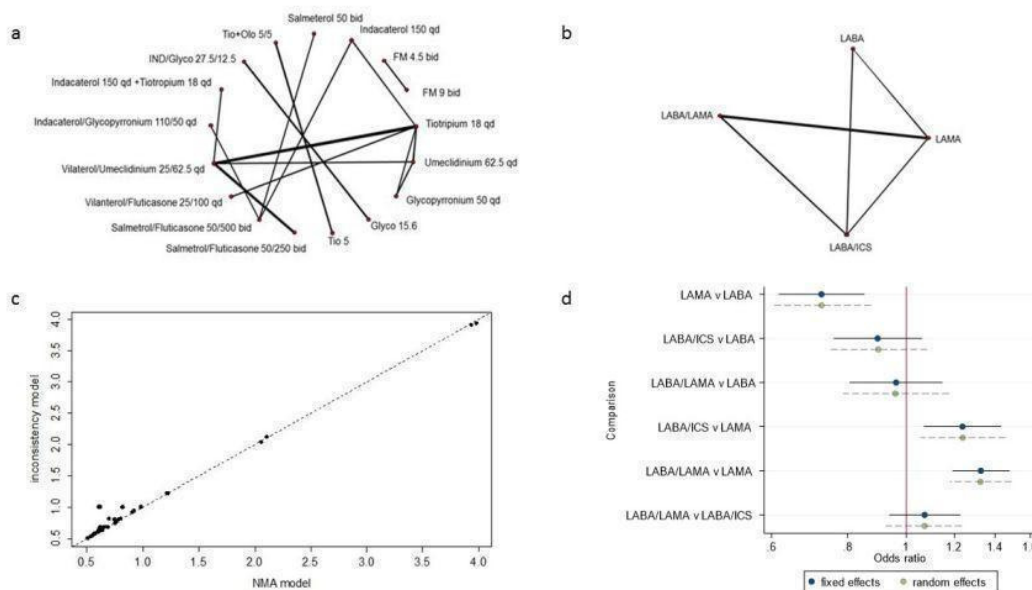 a
Salmeterol 50 bid
Tio+Olo 5/5
Indacaterol 150 qd
IND/Glyco 27.5/12.5
FM 4.5 bid
Indacaterol 150 qd +Tiotropium 18 qd
FM 9 bid
Indacaterol/Glycopyrronium 110/50 qd
Tiotripium 18 qd
Vilaterol/Umeclidinium 25/62.5 qd
Umeclidinium 62.5 qd
Vilanterol/Fluticasone 25/100 qd
Glycopyrronium 50 qd
Salmetrol/Fluticasone 50/500 bid
Glyco 15.6
Salmetrol/Fluticasone 50/250 bid
Tio 5
b
LABA
LABA/LAMA
LAMA
LABA/ICS
c
inconsistency model
4.0
3.5
3.0
2.5
2.0
1.5
1.0
0.5
0.5 1.0 1.5 2.0 2.5 3.0 3.5 4.0
NMA model
d
Comparison
LAMA v LABA
LABA/ICS v LABA
LABA/LAMA v LABA
LABA/ICS v LAMA
LABA/LAMA v LAMA
LABA/LAMA v LABA/ICS
.6 .8 1 1.2 1.4
Odds ratio
fixed effects random effects